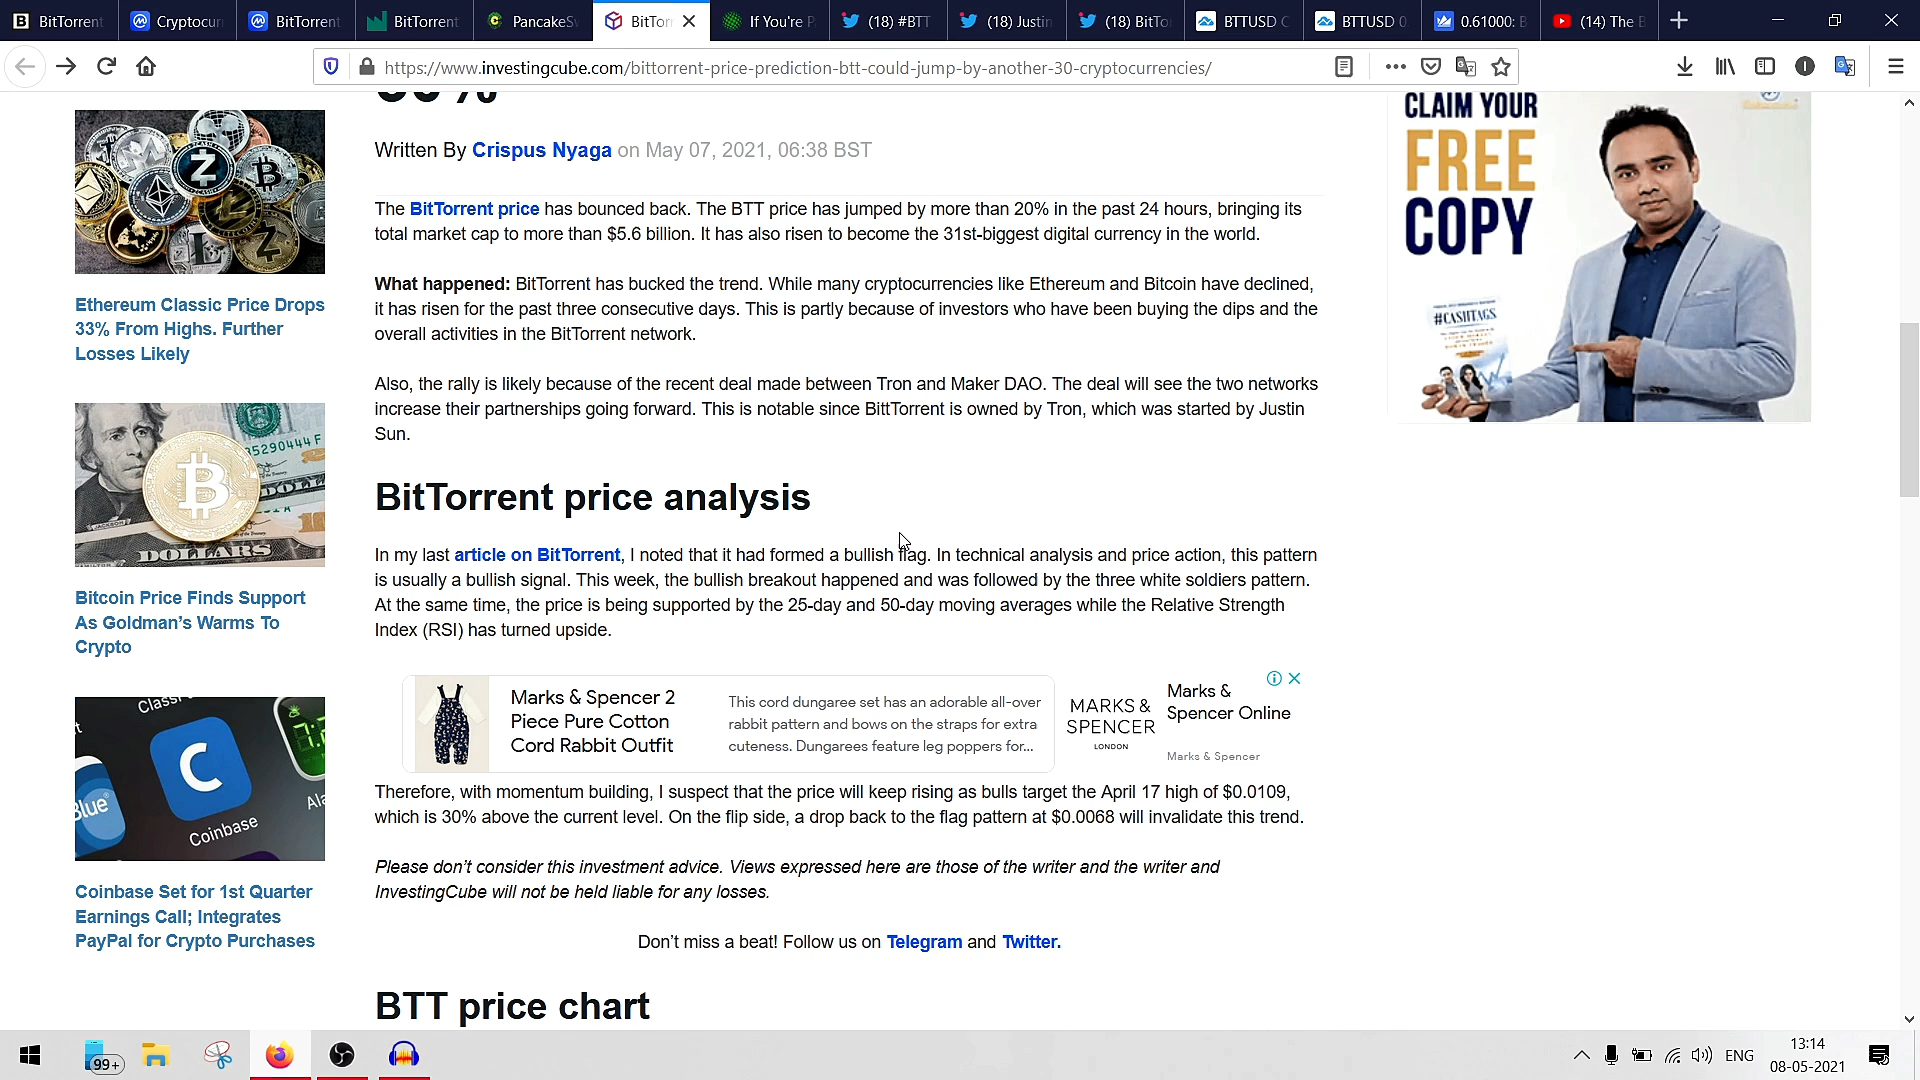 BitTorrent
Cryptocur
BitTorrent
BitTorrent
PancakeSw
BitTor
If You're P
(18) #BTT
(18) Justin
(18) BitTo
BTTUSD C
BTTUSD 0
0.61000: B
(14) The B
https://www.investingcube.com/bittorrent-price-prediction-btt-could-jump-by-another-30-cryptocurrencies/
Written By Crispus Nyaga on May 07, 2021, 06:38 BST
The BitTorrent price has bounced back. The BTT price has jumped by more than 20% in the past 24 hours, bringing its
total market cap to more than $5.6 billion. It has also risen to become the 31st-biggest digital currency in the world.
What happened: BitTorrent has bucked the trend. While many cryptocurrencies like Ethereum and Bitcoin have declined,
it has risen for the past three consecutive days. This is partly because of investors who have been buying the dips and the
overall activities in the BitTorrent network.
Also, the rally is likely because of the recent deal made between Tron and Maker DAO. The deal will see the two networks
increase their partnerships going forward. This is notable since BittTorrent is owned by Tron, which was started by Justin
Sun.
BitTorrent price analysis
In my last article on BitTorrent, I noted that it had formed a bullish flag. In technical analysis and price action, this pattern
is usually a bullish signal. This week, the bullish breakout happened and was followed by the three white soldiers pattern.
At the same time, the price is being supported by the 25-day and 50-day moving averages while the Relative Strength
Index (RSI) has turned upside.
Marks & Spencer 2
Piece Pure Cotton
Cord Rabbit Outfit
This cord dungaree set has an adorable all-over
rabbit pattern and bows on the straps for extra
cuteness. Dungarees feature leg poppers for...
MARKS &
SPENCER
LONDON
Marks &
Spencer Online
Marks & Spencer
Therefore, with momentum building, I suspect that the price will keep rising as bulls target the April 17 high of $0.0109,
which is 30% above the current level. On the flip side, a drop back to the flag pattern at $0.0068 will invalidate this trend.
Please don't consider this investment advice. Views expressed here are those of the writer and the writer and
InvestingCube will not be held liable for any losses.
Don't miss a beat! Follow us on Telegram and Twitter.
BTT price chart
Ethereum Classic Price Drops
33% From Highs. Further
Losses Likely
5290444 F
DOLLARS
Bitcoin Price Finds Support
As Goldman's Warms To
Crypto
Blue
Coinbase
Coinbase Set for 1st Quarter
Earnings Call; Integrates
PayPal for Crypto Purchases
CLAIM YOUR
FREE
COPY
#CASHTAGS
99+
ENG
13:14
08-05-2021